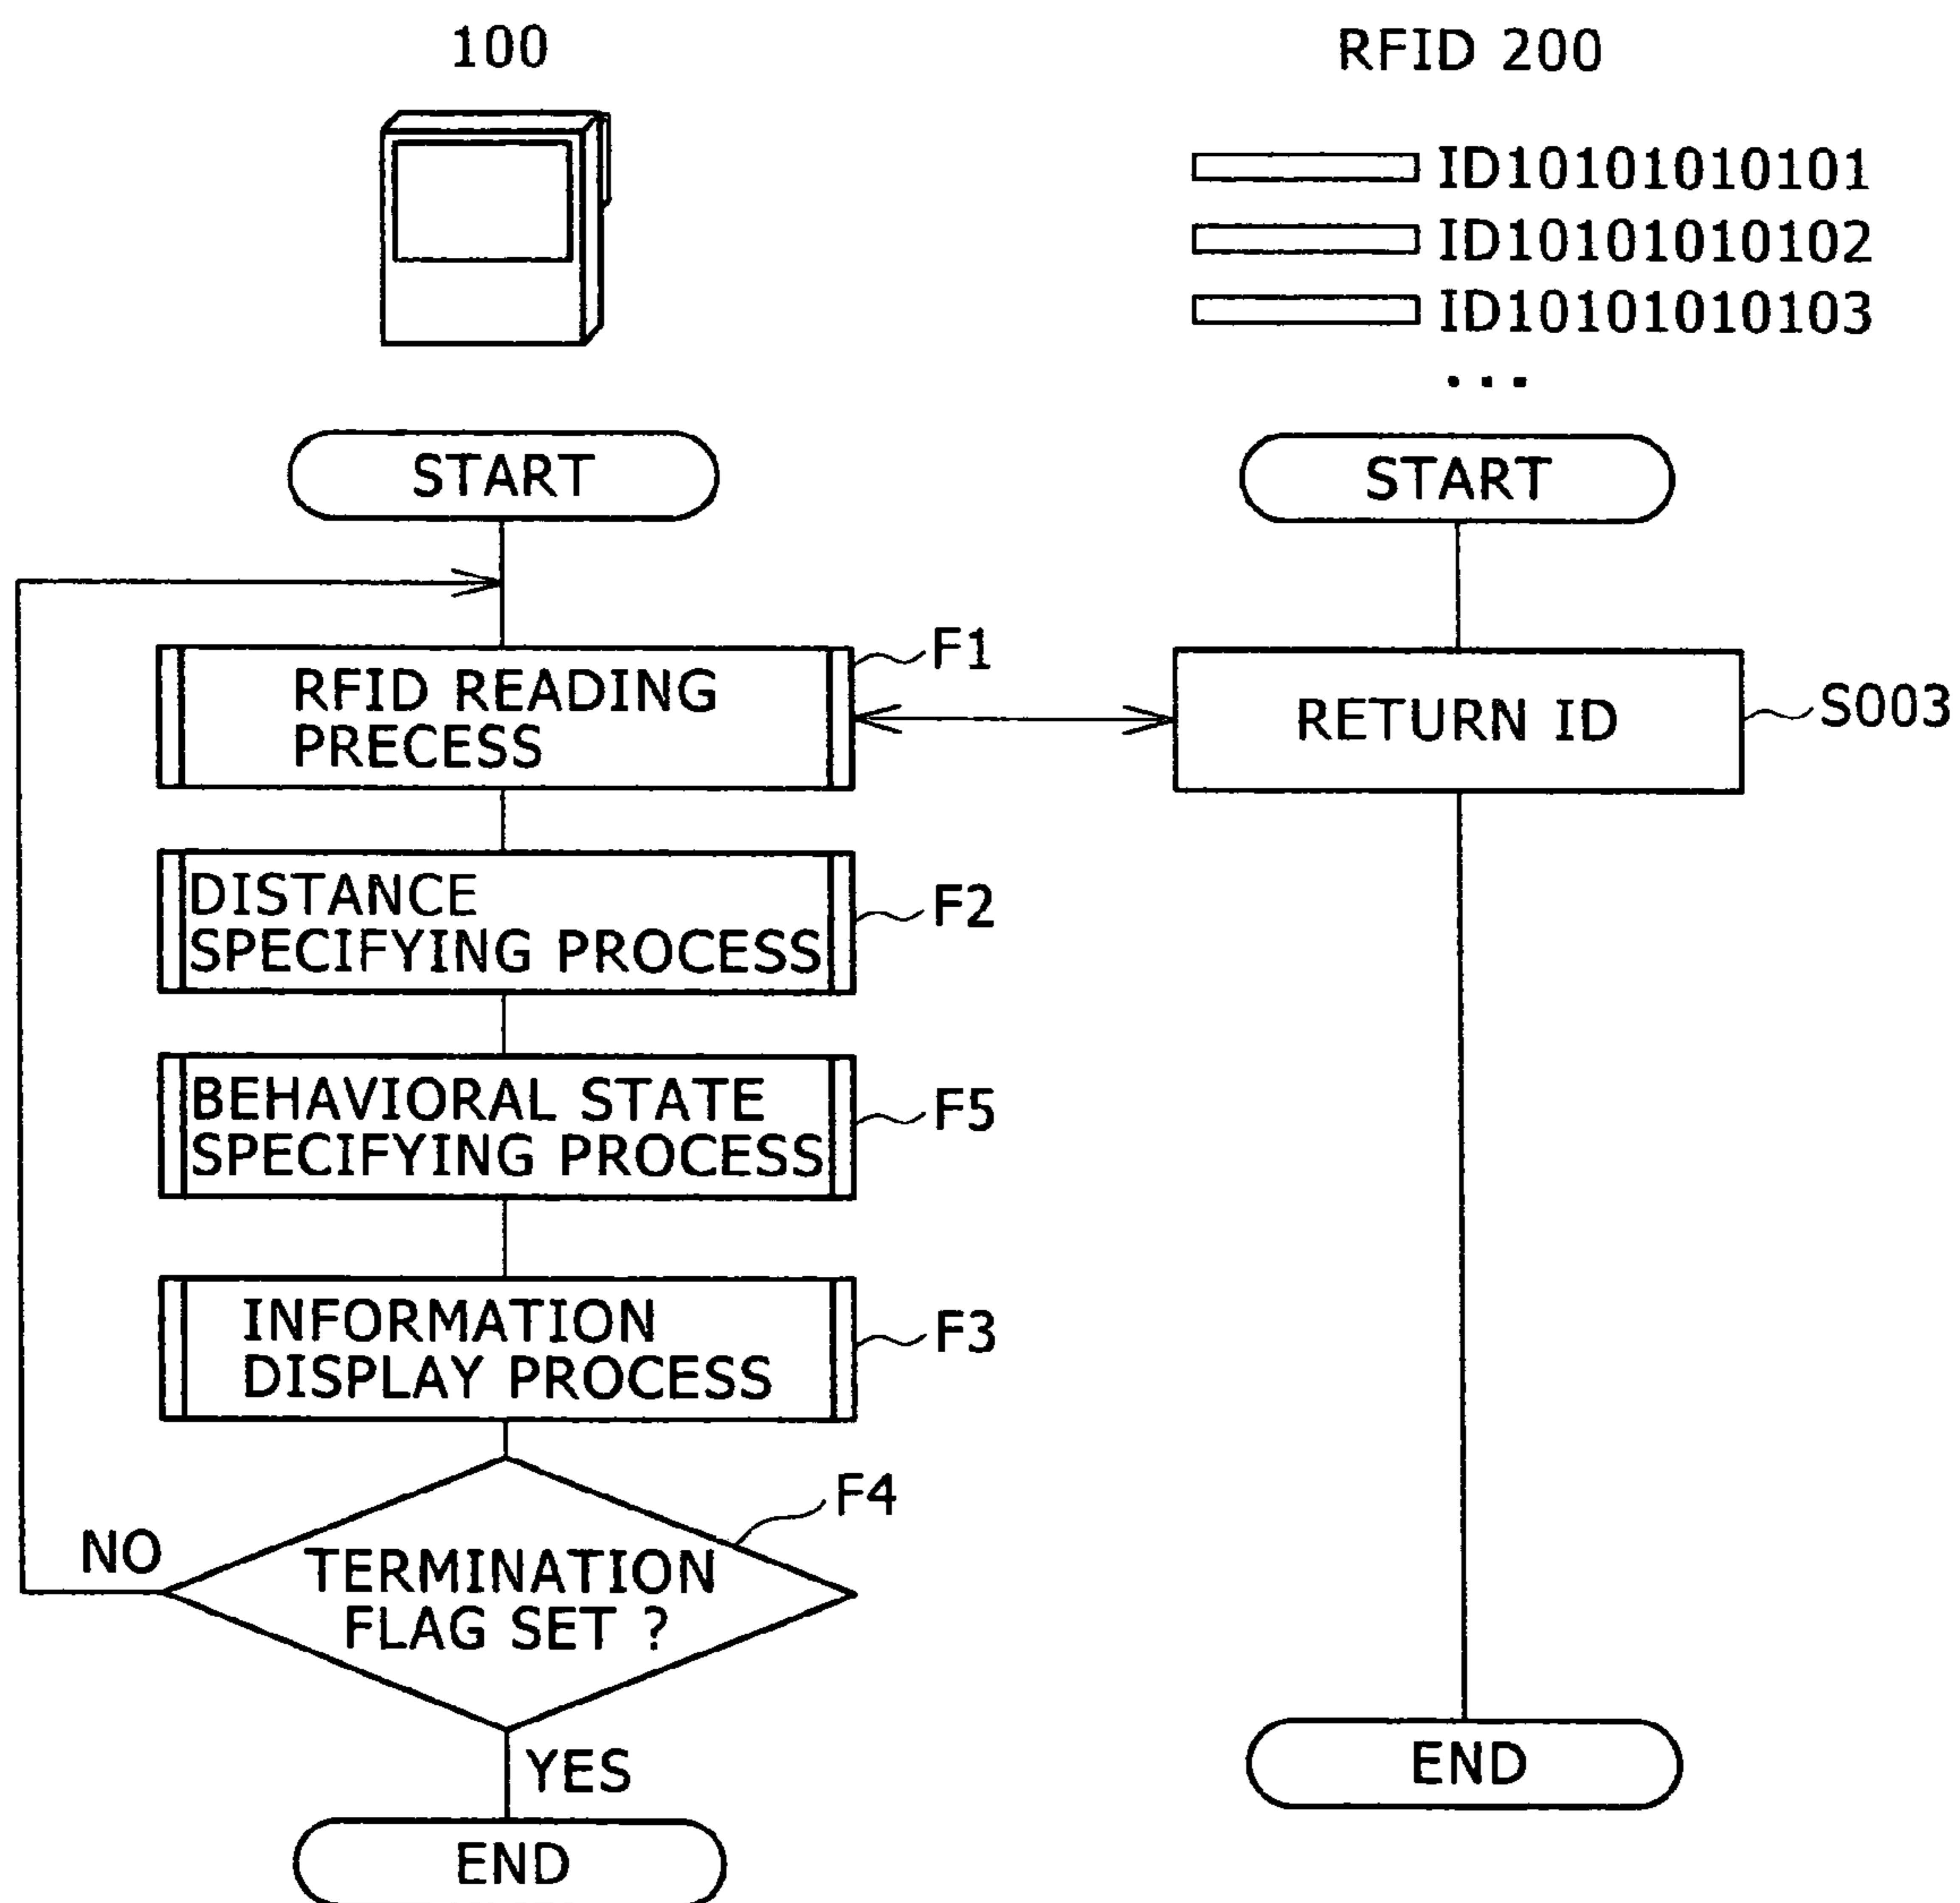 100
RFID 200
ID10101010101
ID10101010102
ID10101010103
...
START
START
RFID READING
PRECESS
F1
RETURN ID
S003
DISTANCE
SPECIFYING PROCESS
F2
BEHAVIORAL STATE
SPECIFYING PROCESS
F5
INFORMATION
DISPLAY PROCESS
F3
F4
NO
TERMINATION
FLAG SET ?
YES
END
END